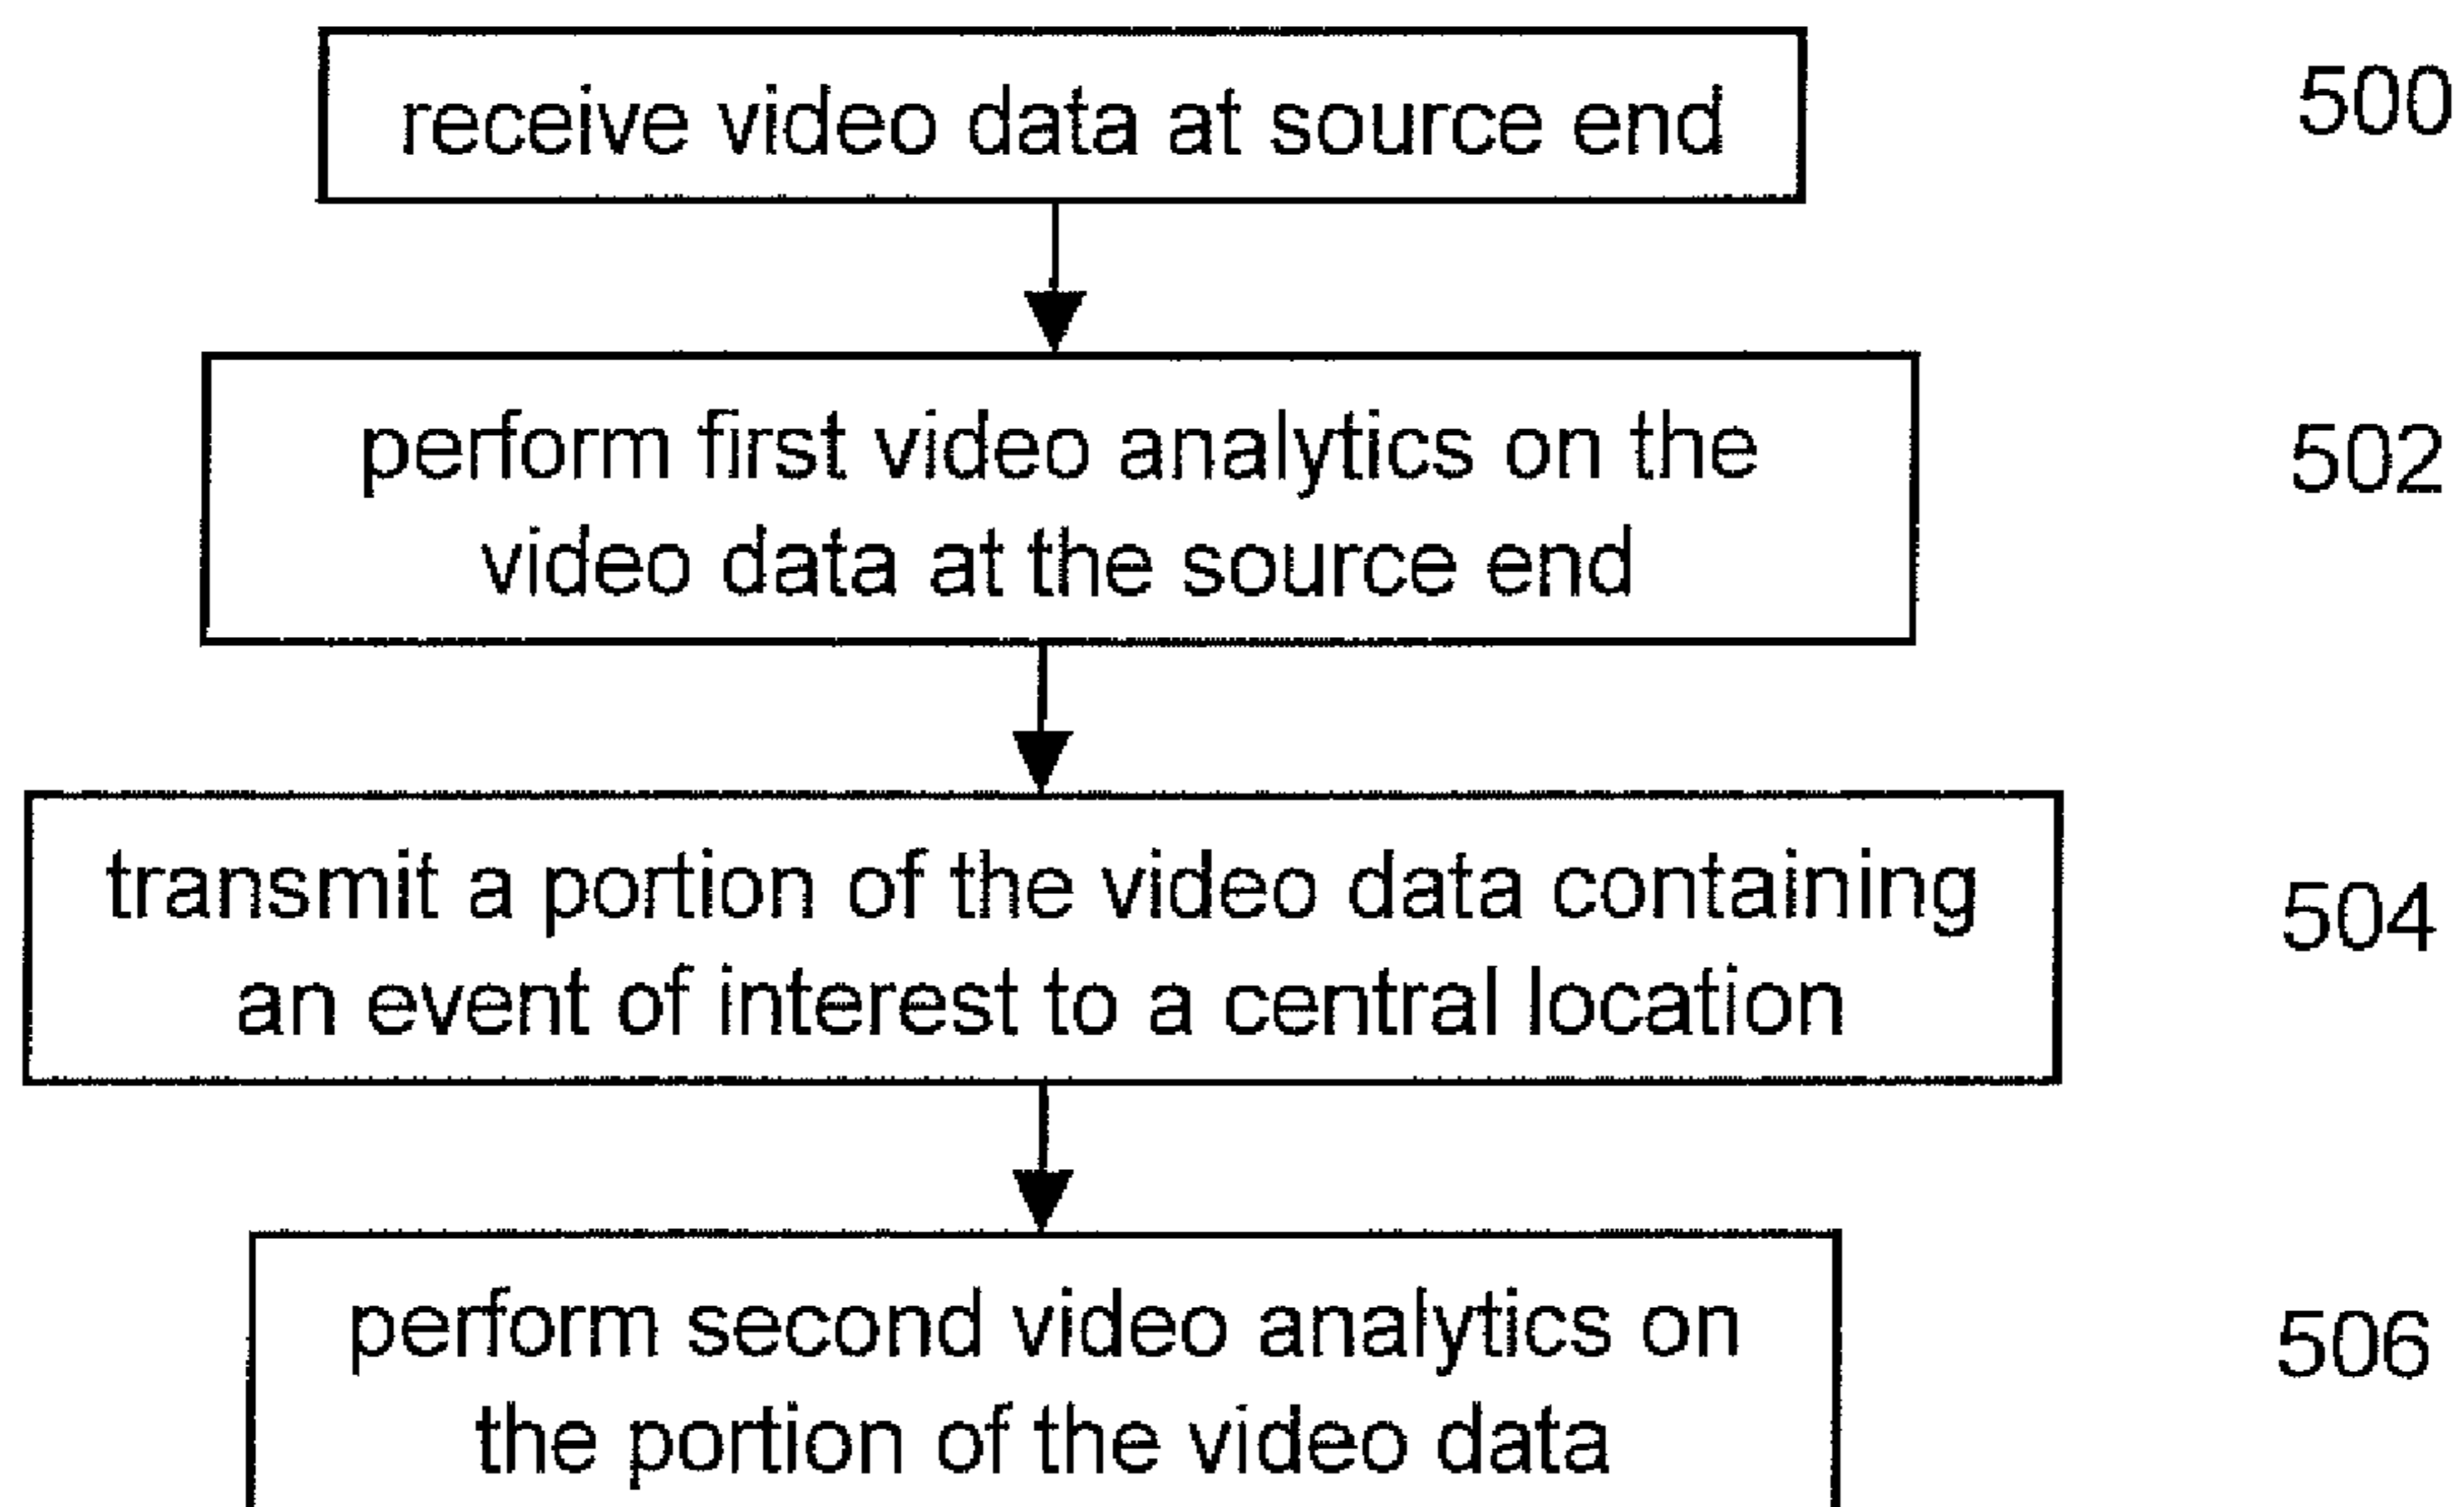 receive video data at source end
500
perform first video analytics on the
video data at the source end
502
transmit a portion of the video data containing
an event of interest to a central location
504
perform second video analytics on
the portion of the video data
506